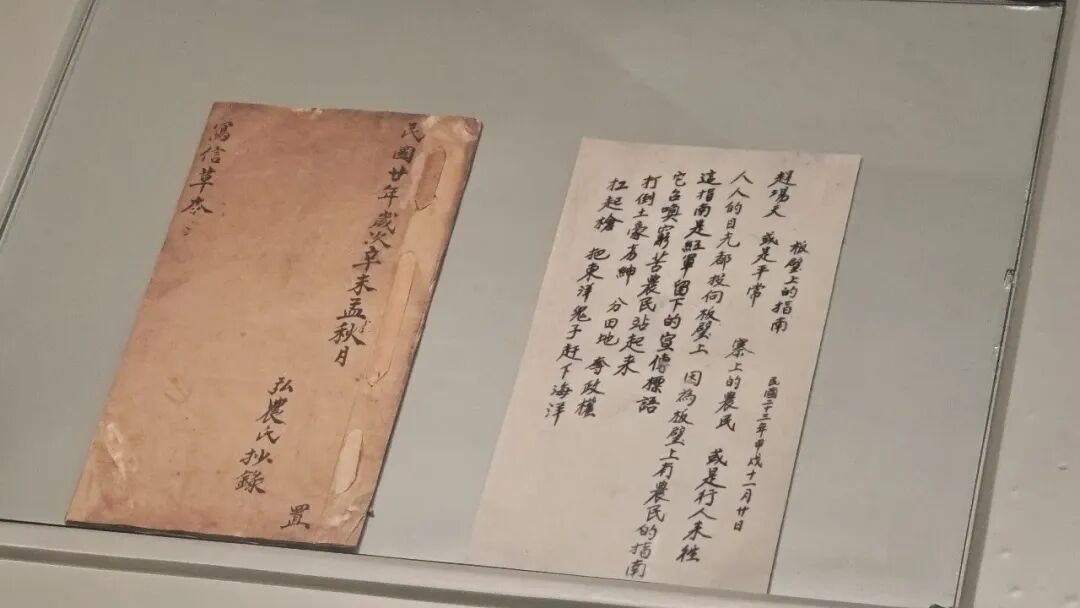 民國廿年歲次辛未孟秋月
弘農氏抄錄 置
寫信草本
板壁上的指南
民國二十三年甲戌十一月廿日
趕場天 或是平常 寨上的農民 或是行人來往
人人的目光都投向板壁上 因為板壁上有農民的指南
這指南是紅軍留下的宣傳標語
它召喚窮苦農民站起來
打倒土豪劣紳 分田地 奪政權
扛起槍 把東洋鬼子趕下海洋